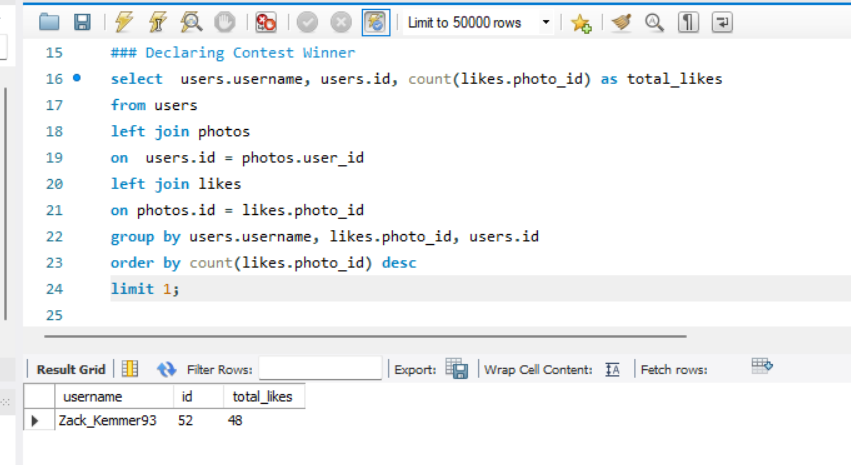 Limit to 50000 rows
15 ### Declaring Contest Winner
16 select users.username, users.id, count(likes.photo_id) as total_likes
17 from users
18 left join photos
19 on users.id = photos.user_id
20 left join likes
21 on photos.id = likes.photo_id
22 group by users.username, likes.photo_id, users.id
23 order by count(likes.photo_id) desc
24 limit 1;
25
Result Grid Filter Rows: Export: Wrap Cell Content: IA Fetch rows:
username id total_likes
Zack_Kemmer93 52 48